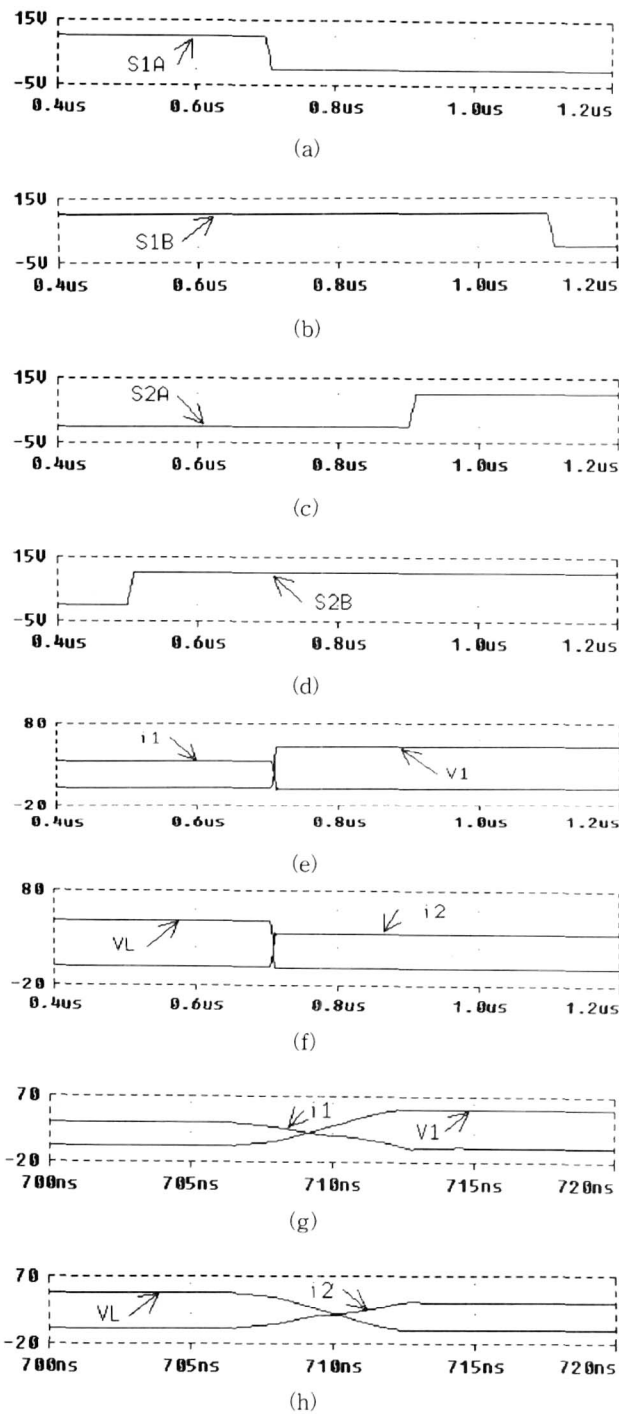 15V
S1A
-5V
0.4us 0.6us 0.8us 1.0us 1.2us
(a)
15V
S1B
-5V
0.4us 0.6us 0.8us 1.0us 1.2us
(b)
15V
S2A
-5V
0.4us 0.6us 0.8us 1.0us 1.2us
(c)
15V
S2B
-5V
0.4us 0.6us 0.8us 1.0us 1.2us
(d)
80
i1
V1
-20
0.4us 0.6us 0.8us 1.0us 1.2us
(e)
80
i2
VL
-20
0.4us 0.6us 0.8us 1.0us 1.2us
(f)
70
i1
V1
-20
700ns 705ns 710ns 715ns 720ns
(g)
70
i2
VL
-20
700ns 705ns 710ns 715ns 720ns
(h)